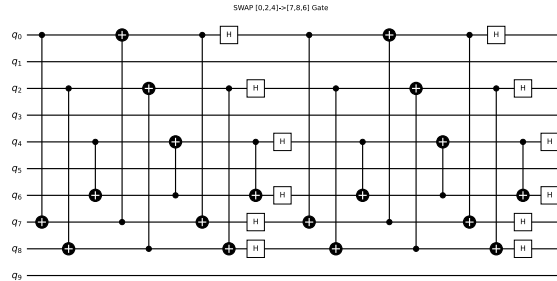 SWAP [0,2,4]->[7,8,6] Gate
q0 H H
q1
q2 H H
q3
q4 H H
q5
q6 H H
q7 H H
q8 H H
q9